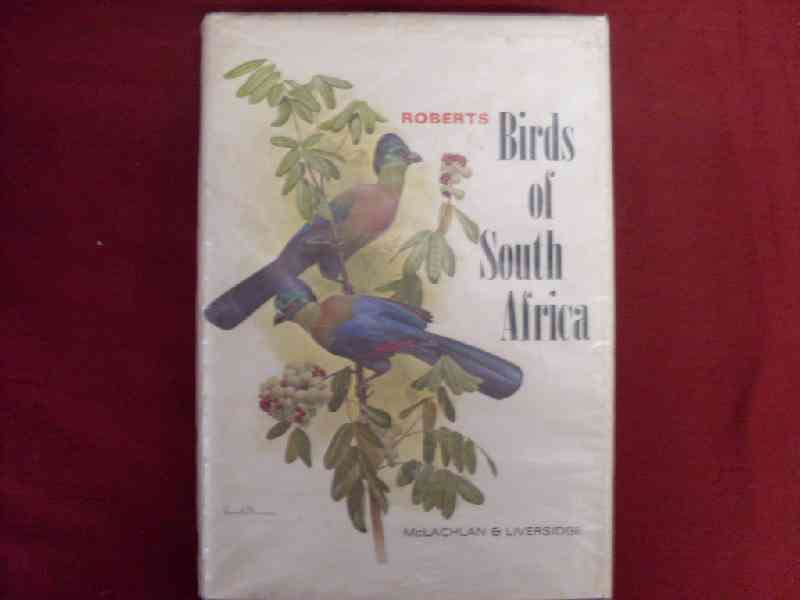 ROBERTS
Birds
of
South
Africa
McLACHLAN & LIVERSIDGE